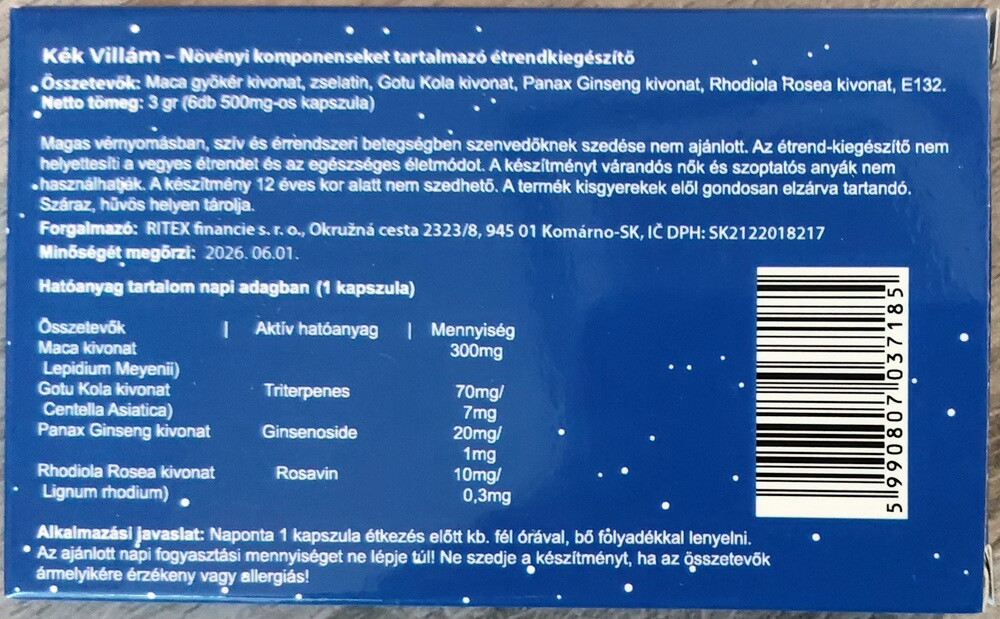 Kék Villám – Növényi komponenseket tartalmazó étrendkiegészítő
Összetevők: Maca gyökér kivonat, zselatin, Gotu Kola kivonat, Panax Ginseng kivonat, Rhodiola Rosea kivonat, E132.
Netto tömeg: 3 gr (6db 500mg-os kapszula)
Magas vérnyomásban, szív és érrendszeri betegségben szenvedőknek szedése nem ajánlott. Az étrend-kiegészítő nem
helyettesíti a vegyes étrendet és az egészséges életmódot. A készítményt várandós nők és szoptatós anyák nem
használhatják. A készítmény 12 éves kor alatt nem szedhető. A termék kisgyerekek elől gondosan elzárva tartandó.
Száraz, hűvös helyen tárolja.
Forgalmazó: RITEX financie s. r. o., Okružná cesta 2323/8, 945 01 Komárno-SK, IČ DPH: SK2122018217
Minőségét megőrzi: 2026. 06.01.
Hatóanyag tartalom napi adagban (1 kapszula)
Összetevők | Aktív hatóanyag | Mennyiség
Maca kivonat 300mg
Lepidium Meyenii)
Gotu Kola kivonat Triterpenes 70mg/
Centella Asiatica) 7mg
Panax Ginseng kivonat Ginsenoside 20mg/
1mg
Rhodiola Rosea kivonat Rosavin 10mg/
Lignum rhodium) 0,3mg
Alkalmazási javaslat: Naponta 1 kapszula étkezés előtt kb. fél órával, bő folyadékkal lenyelni.
Az ajánlott napi fogyasztási mennyiséget ne lépje túl! Ne szedje a készítményt, ha az összetevők
ármelyikére érzékeny vagy allergiás!
5 990807 037185